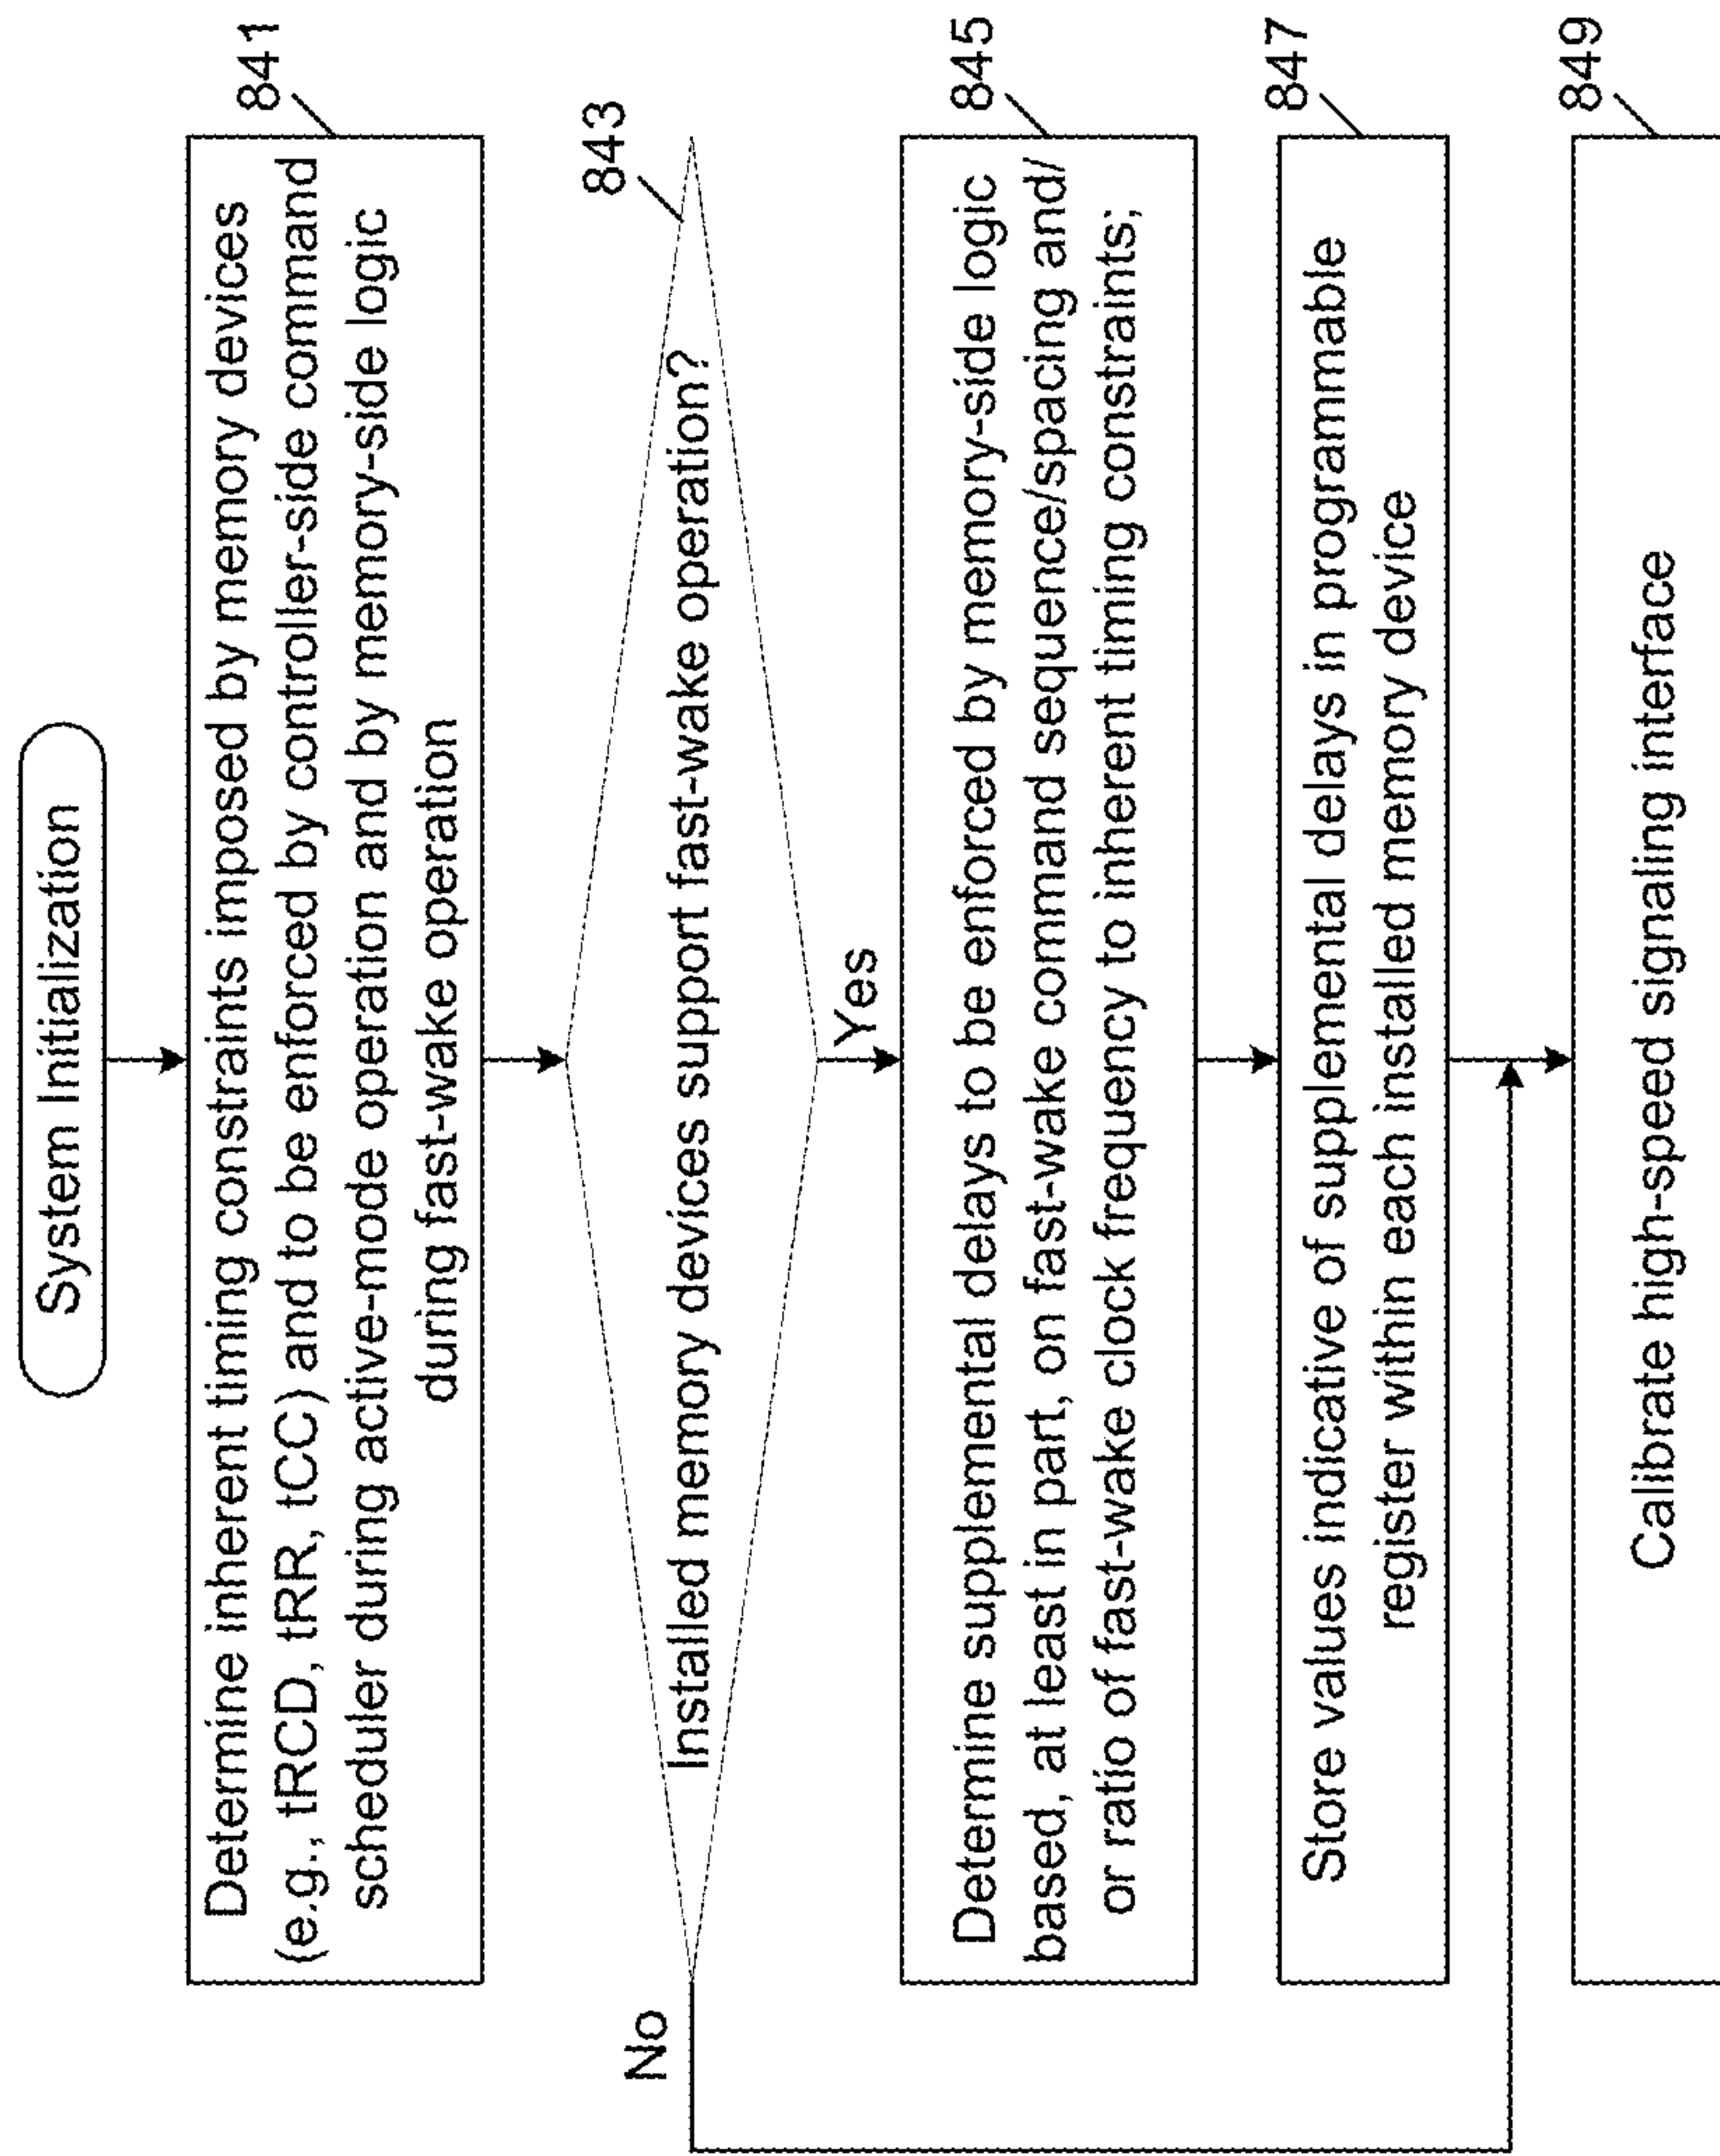 System Initialization
841
Determine inherent timing constraints imposed by memory devices
(e.g., tRCD, tRR, tCC) and to be enforced by controller-side command
scheduler during active-mode operation and by memory-side logic
during fast-wake operation
843
Installed memory devices support fast-wake operation?
No
Yes
845
Determine supplemental delays to be enforced by memory-side logic
based, at least in part, on fast-wake command sequence/spacing and/
or ratio of fast-wake clock frequency to inherent timing constraints;
847
Store values indicative of supplemental delays in programmable
register within each installed memory device
849
Calibrate high-speed signaling interface